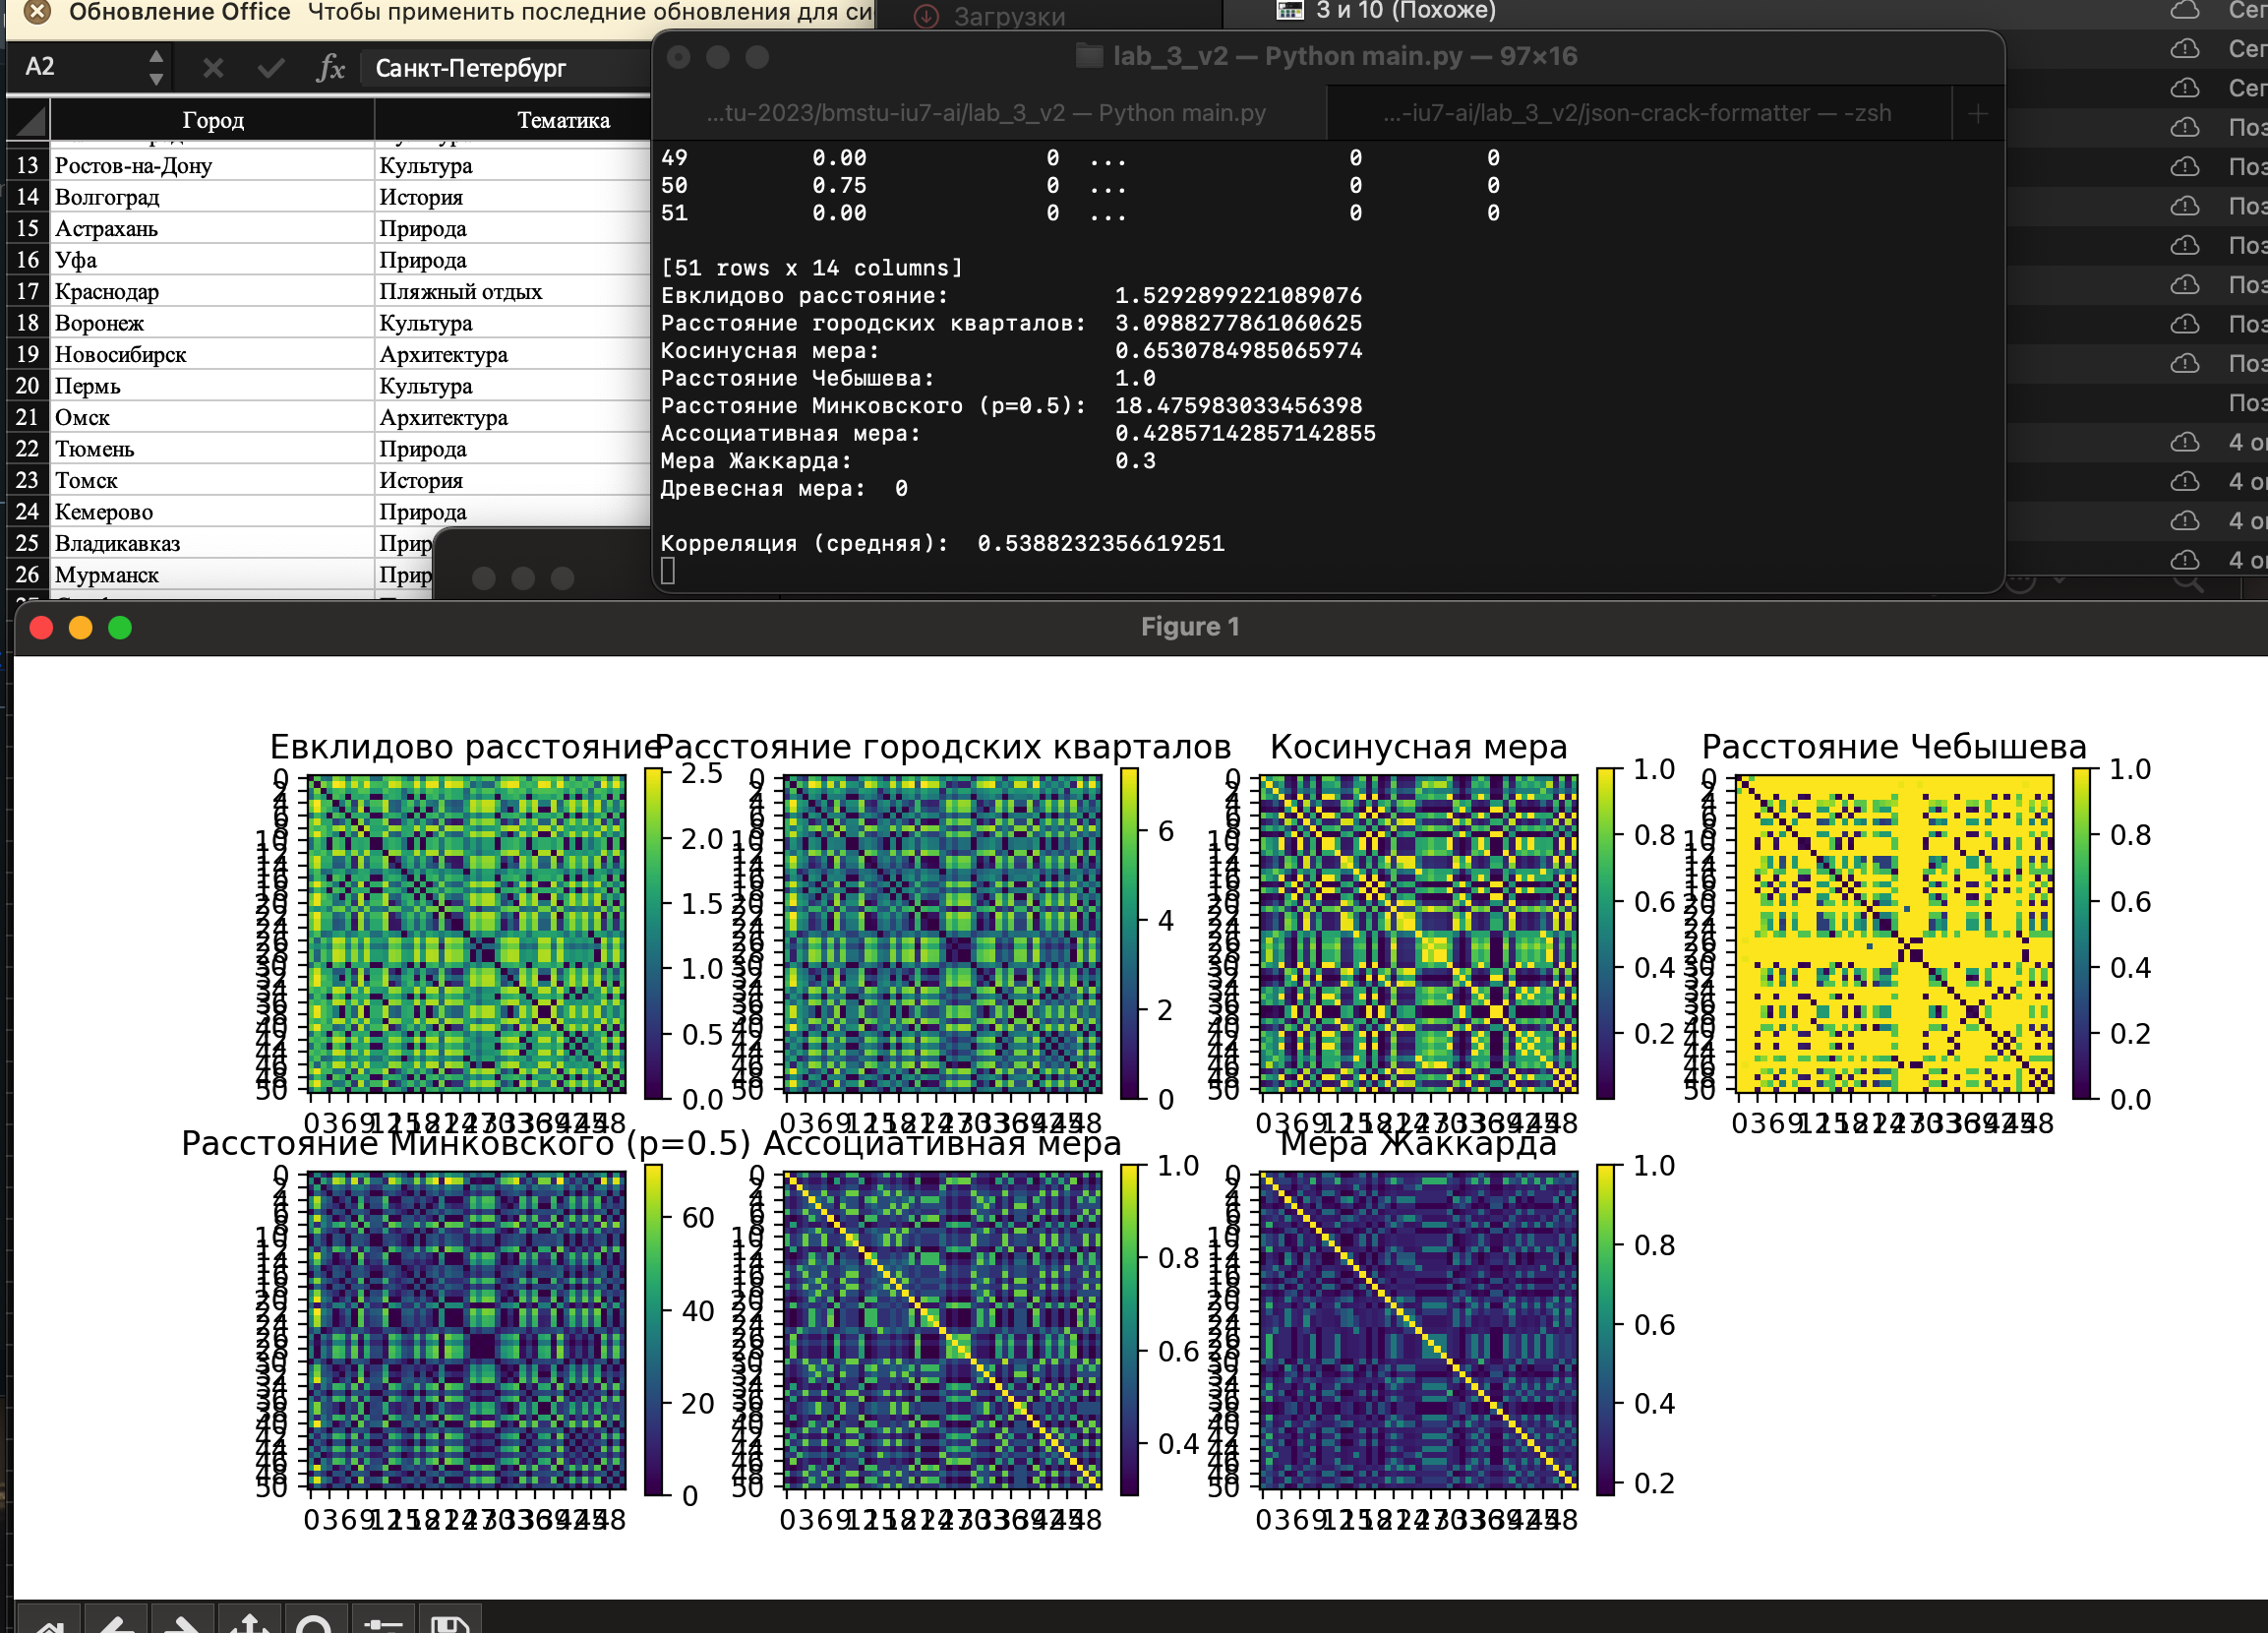 Обновление Office Чтобы применить последние обновления для си
Загрузки
3 и 10 (Похоже)
A2
fx Санкт-Петербург
Город Тематика
13 Ростов-на-Дону Культура
14 Волгоград История
15 Астрахань Природа
16 Уфа Природа
17 Краснодар Пляжный отдых
18 Воронеж Культура
19 Новосибирск Архитектура
20 Пермь Культура
21 Омск Архитектура
22 Тюмень Природа
23 Томск История
24 Кемерово Природа
25 Владикавказ Прир
26 Мурманск Прир
lab_3_v2 — Python main.py — 97×16
...tu-2023/bmstu-iu7-ai/lab_3_v2 — Python main.py ...-iu7-ai/lab_3_v2/json-crack-formatter — -zsh +
49 0.00 0 ... 0 0
50 0.75 0 ... 0 0
51 0.00 0 ... 0 0
[51 rows x 14 columns]
Евклидово расстояние: 1.5292899221089076
Расстояние городских кварталов: 3.0988277861060625
Косинусная мера: 0.6530784985065974
Расстояние Чебышева: 1.0
Расстояние Минковского (p=0.5): 18.475983033456398
Ассоциативная мера: 0.42857142857142855
Мера Жаккарда: 0.3
Древесная мера: 0
Корреляция (средняя): 0.5388232356619251
Сег
Сег
Сег
Поз
Поз
Поз
Поз
Поз
Поз
Поз
Поз
4 о
4 о
4 о
4 о
Figure 1
Евклидово расстояние
2.5
2.0
1.5
1.0
0.5
0.0
Расстояние городских кварталов
6
4
2
0
Косинусная мера
1.0
0.8
0.6
0.4
0.2
Расстояние Чебышева
1.0
0.8
0.6
0.4
0.2
0.0
Расстояние Минковского (p=0.5)
60
40
20
0
Ассоциативная мера
1.0
0.8
0.6
0.4
Мера Жаккарда
1.0
0.8
0.6
0.4
0.2